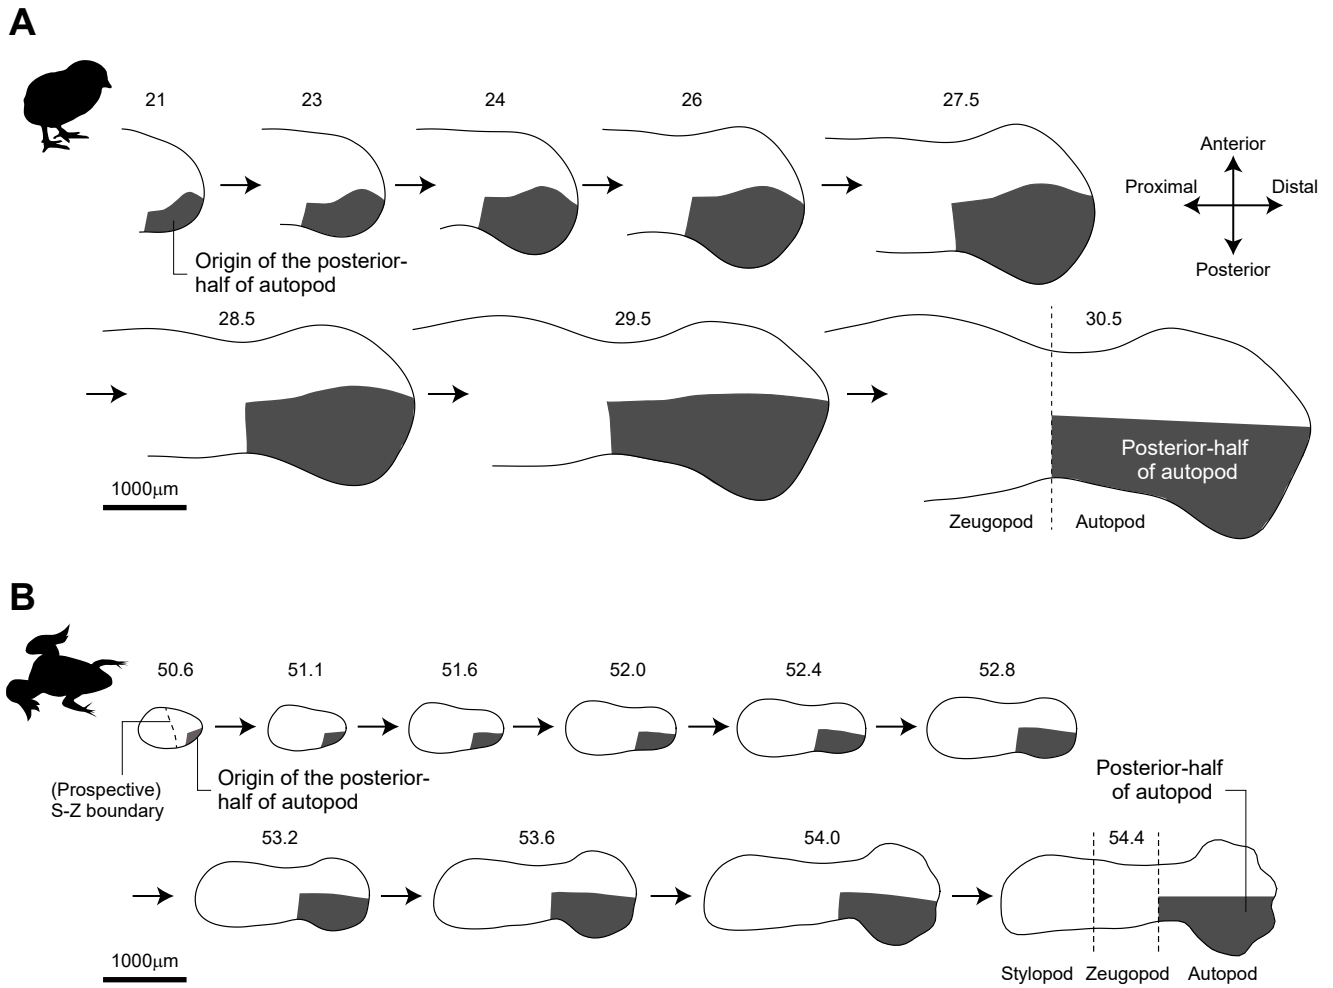 A
21
23
24
26
27.5
Anterior
Proximal
Distal
Posterior
Origin of the posterior-
half of autopod
28.5
29.5
30.5
Posterior-half
of autopod
1000μm
Zeugopod
Autopod
B
50.6
51.1
51.6
52.0
52.4
52.8
(Prospective)
S-Z boundary
Origin of the posterior-
half of autopod
Posterior-half
of autopod
53.2
53.6
54.0
54.4
1000μm
Stylopod
Zeugopod
Autopod